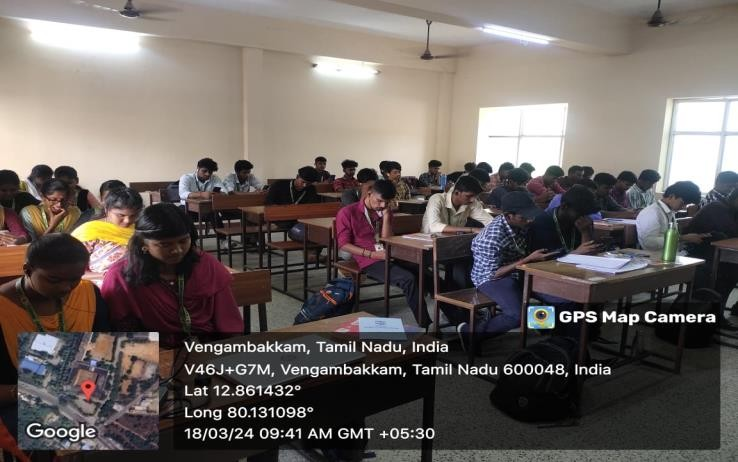 GPS Map Camera
Vengambakkam, Tamil Nadu, India
V46J+G7M, Vengambakkam, Tamil Nadu 600048, India
Lat 12.861432°
Long 80.131098°
18/03/24 09:41 AM GMT +05:30
Google